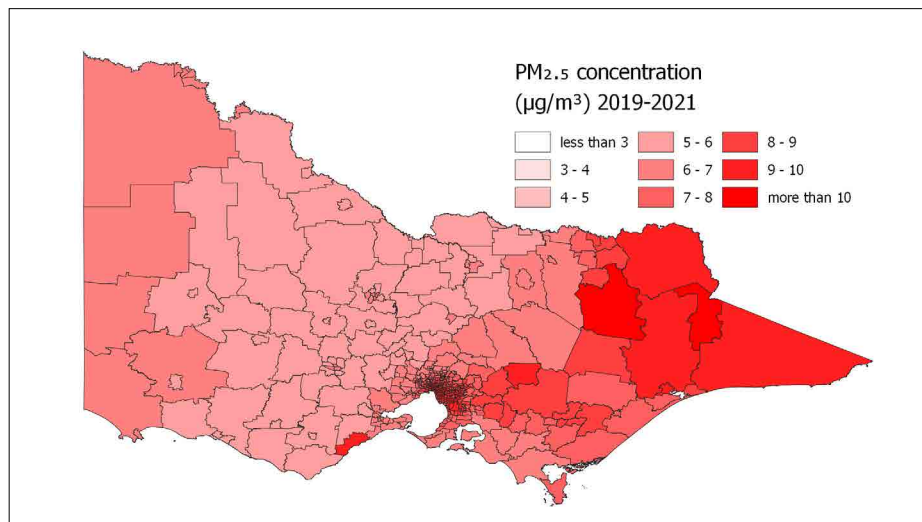 PM₂.₅ concentration
(µg/m³) 2019-2021
less than 3
3 - 4
4 - 5
5 - 6
6 - 7
7 - 8
8 - 9
9 - 10
more than 10